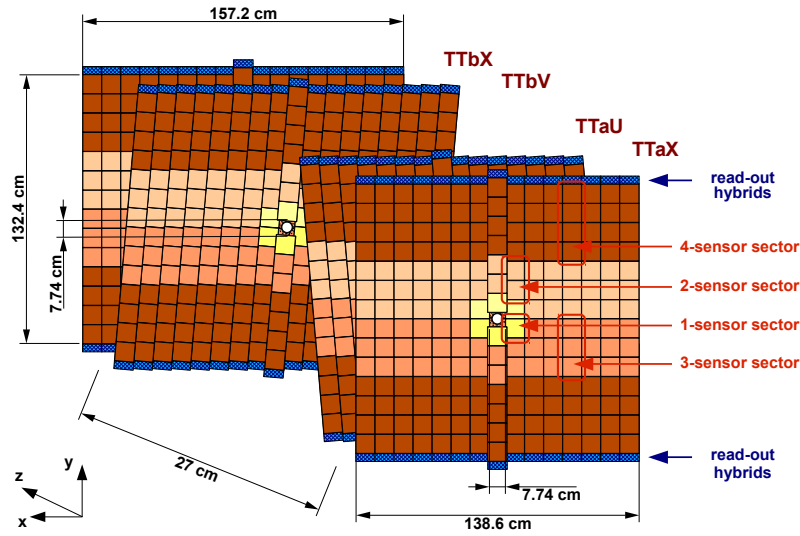 157.2 cm
TTbX
TTbV
TTaU
TTaX
read-out
hybrids
132.4 cm
7.74 cm
4-sensor sector
2-sensor sector
1-sensor sector
3-sensor sector
read-out
hybrids
27 cm
7.74 cm
138.6 cm
y
z
x